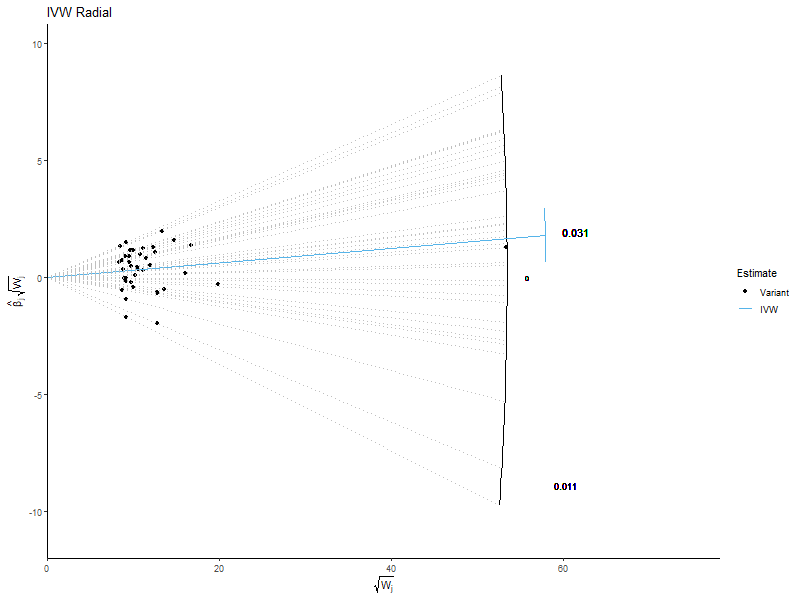 IVW Radial
10
5
0
-5
-10
β̂ⱼ√Wⱼ
0.031
0
0.011
0
20
40
60
√Wⱼ
Estimate
Variant
IVW